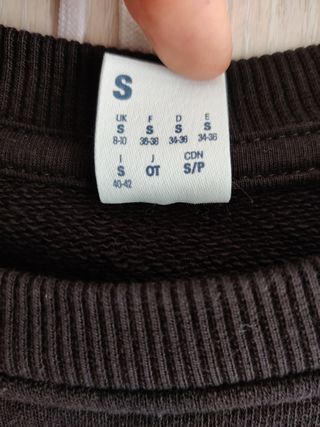 S
UK F D E
S S S S
8-10 36-38 34-36 34-36
I J CDN
S OT S/P
40-42